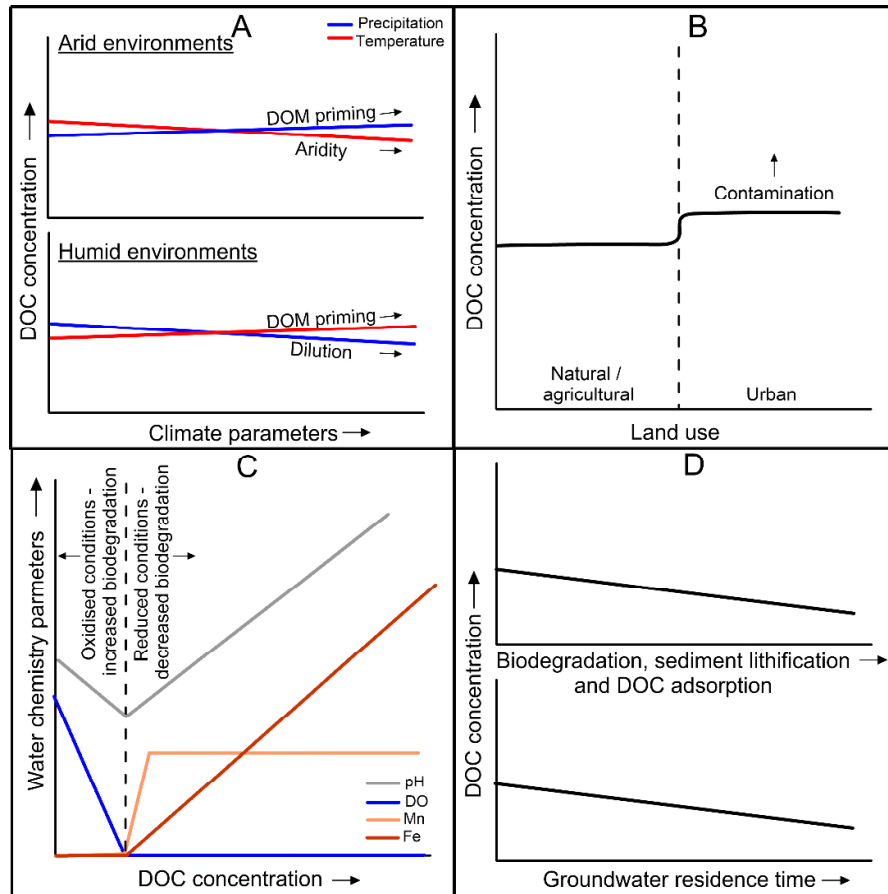 A
Precipitation
Temperature
Arid environments
DOM priming →
Aridity →
Humid environments
DOM priming →
Dilution →
DOC concentration →
Climate parameters →
B
DOC concentration →
Contamination
Natural /
agricultural
Urban
Land use
C
Oxidised conditions -
increased biodegradation
Reduced conditions -
decreased biodegradation
Water chemistry parmeters →
pH
DO
Mn
Fe
DOC concentration →
D
DOC concentration →
Biodegradation, sediment lithification →
and DOC adsorption
Groundwater residence time →